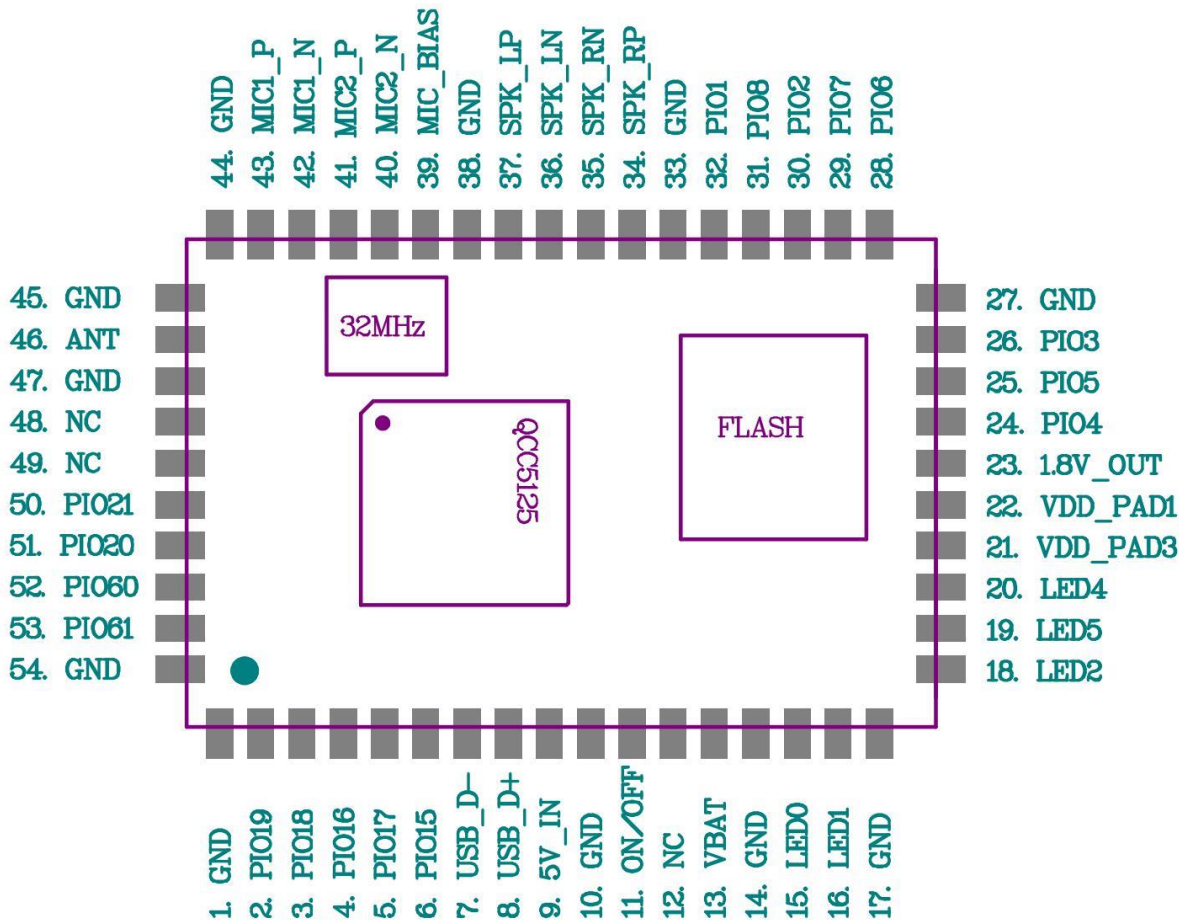 44. GND
43. MIC1_P
42. MIC1_N
41. MIC2_P
40. MIC2_N
39. MIC_BIAS
38. GND
37. SPK_LP
36. SPK_LN
35. SPK_RN
34. SPK_RP
33. GND
32. PIO1
31. PIO8
30. PIO2
29. PIO7
28. PIO6
45. GND
46. ANT
47. GND
48. NC
49. NC
50. PIO21
51. PIO20
52. PIO60
53. PIO61
54. GND
32MHz
QCC5125
FLASH
27. GND
26. PIO3
25. PIO5
24. PIO4
23. 1.8V_OUT
22. VDD_PAD1
21. VDD_PAD3
20. LED4
19. LED5
18. LED2
1. GND
2. PIO19
3. PIO18
4. PIO16
5. PIO17
6. PIO15
7. USB_D-
8. USB_D+
9. 5V_IN
10. GND
11. ON/OFF
12. NC
13. VBAT
14. GND
15. LED0
16. LED1
17. GND